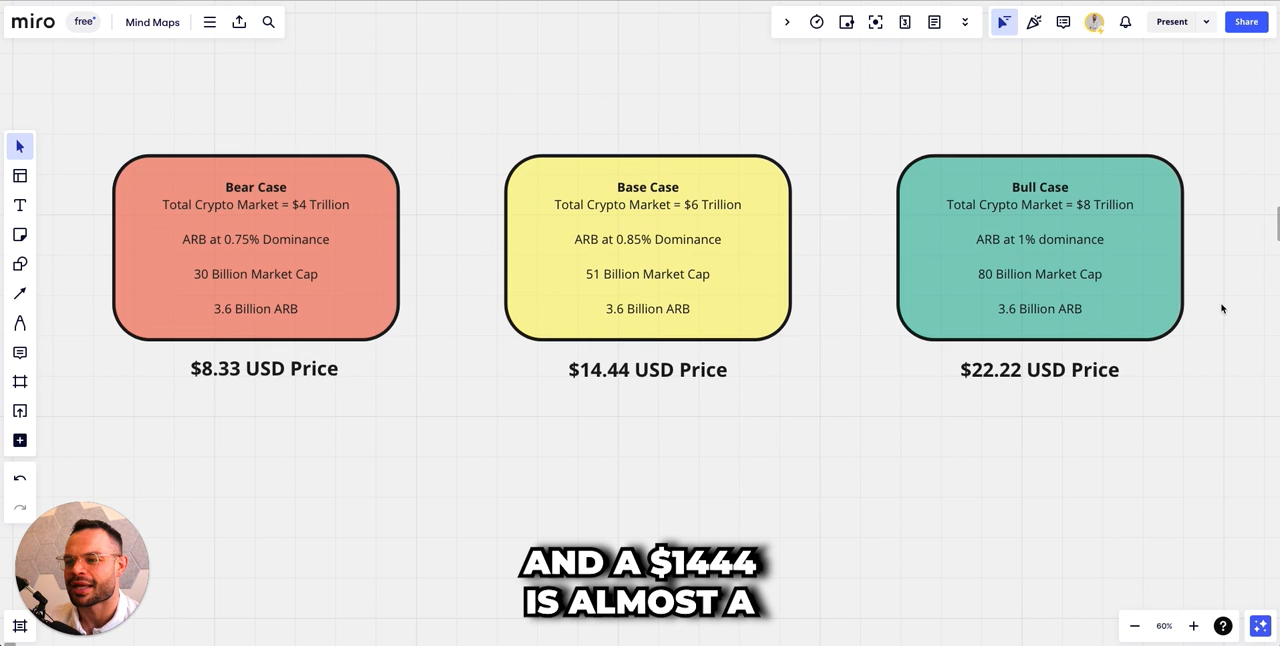 miro free Mind Maps
3 Present Share
Bear Case
Total Crypto Market = $4 Trillion
ARB at 0.75% Dominance
30 Billion Market Cap
3.6 Billion ARB
$8.33 USD Price
Base Case
Total Crypto Market = $6 Trillion
ARB at 0.85% Dominance
51 Billion Market Cap
3.6 Billion ARB
$14.44 USD Price
Bull Case
Total Crypto Market = $8 Trillion
ARB at 1% dominance
80 Billion Market Cap
3.6 Billion ARB
$22.22 USD Price
AND A $1444
IS ALMOST A
60%